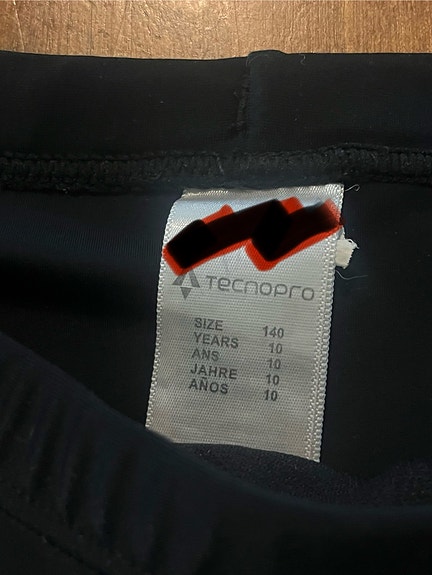 TECNOPRO
SIZE 140
YEARS 10
ANS 10
JAHRE 10
AÑOS 10